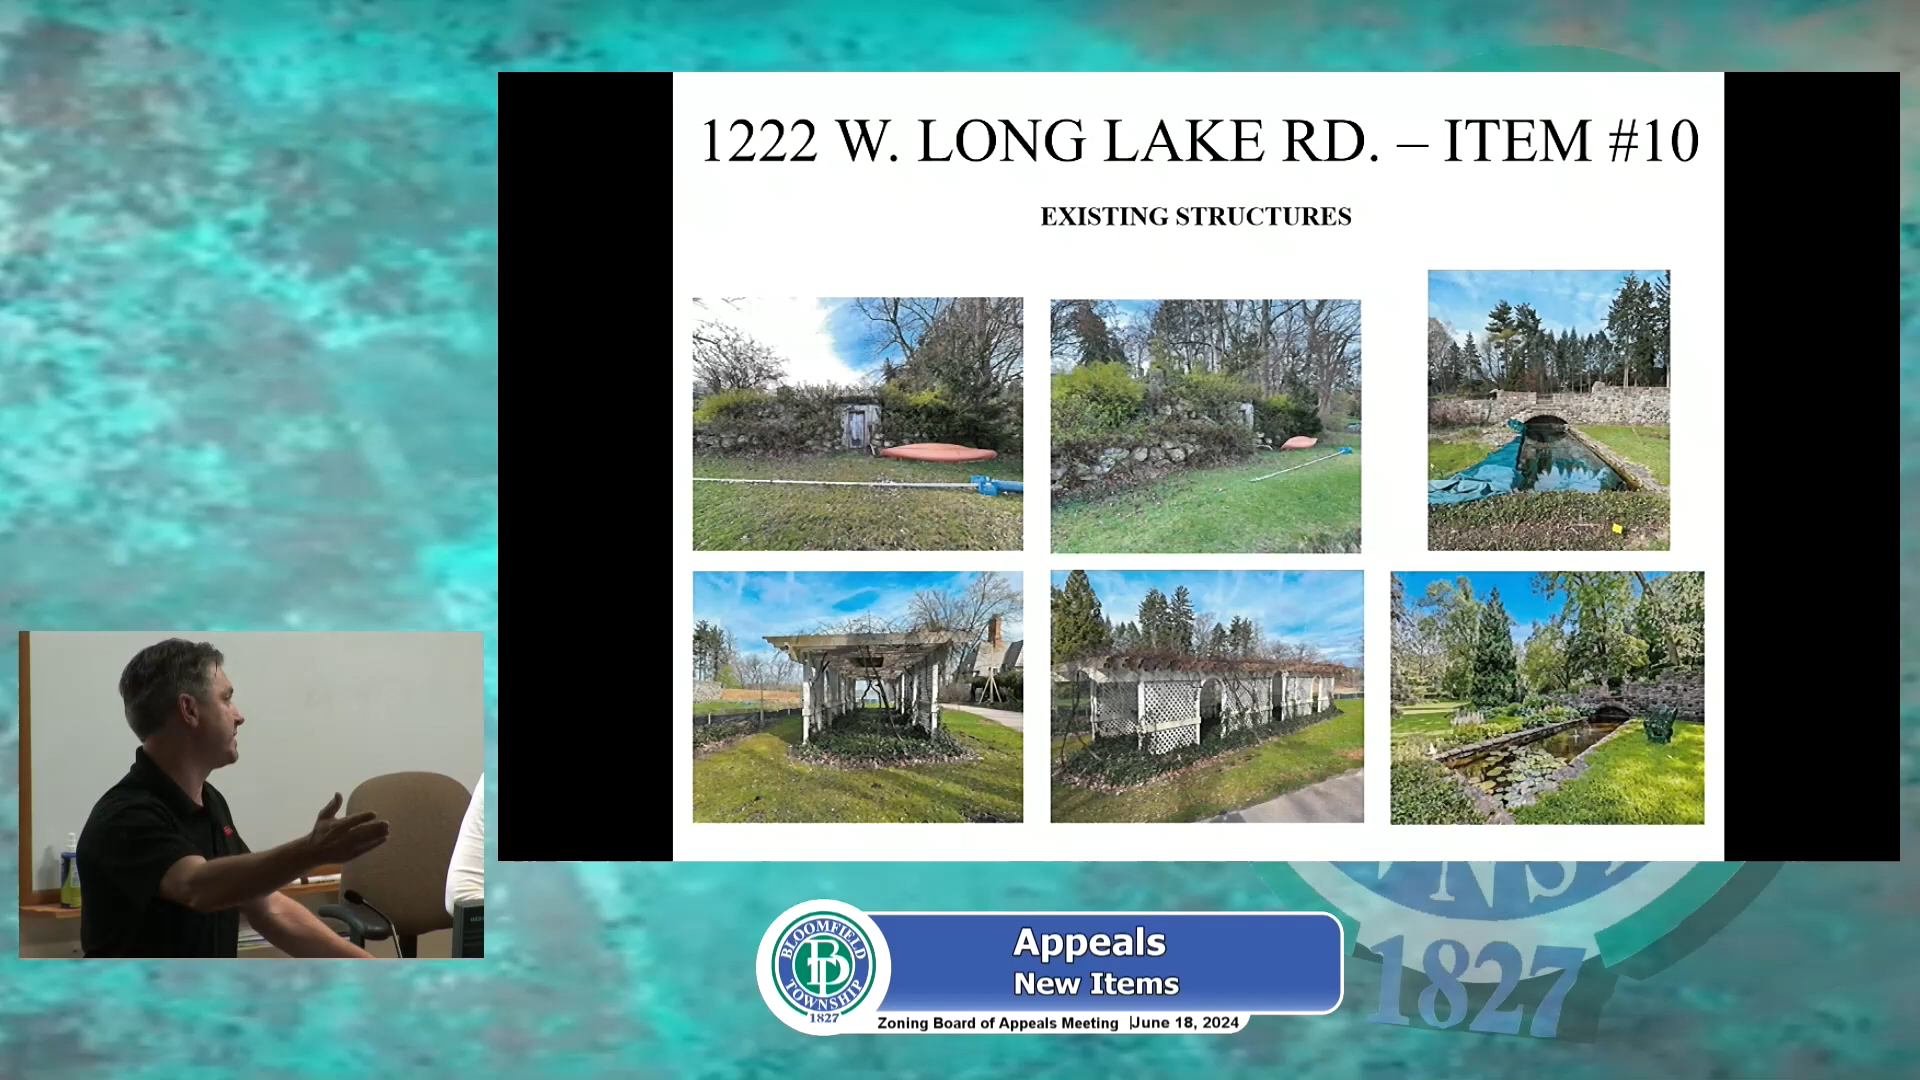 1222 W. LONG LAKE RD. – ITEM #10
EXISTING STRUCTURES
Appeals
New Items
Zoning Board of Appeals Meeting |June 18, 2024
BLOOMFIELD
BT
TOWNSHIP
1827
1827